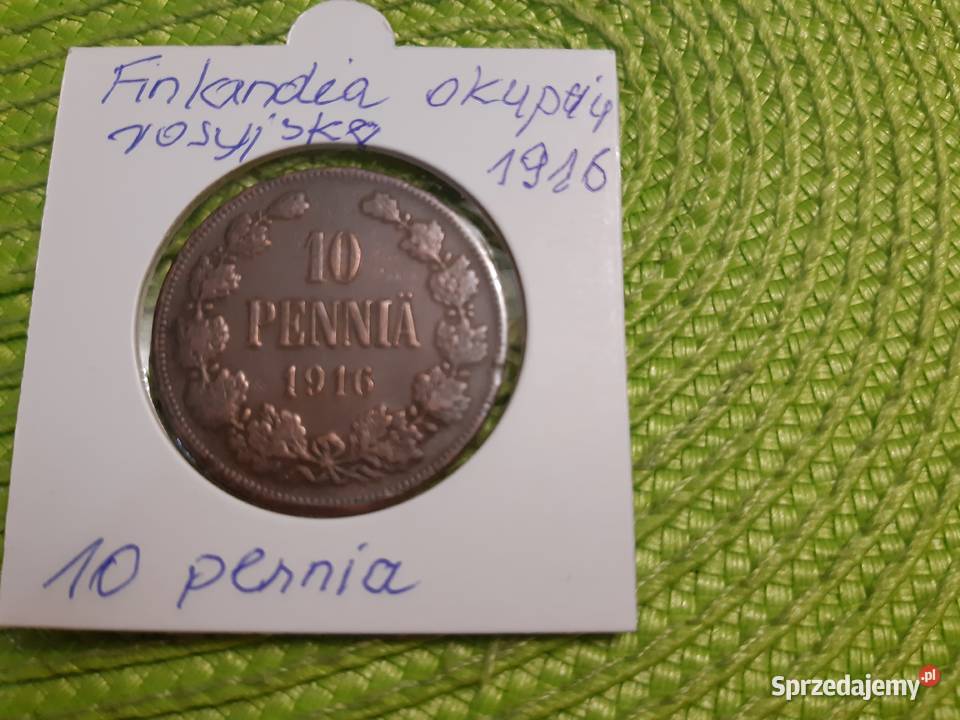 Finlandia okupacja
rosyjska 1916
10
PENNIÄ
1916
10 pennia
Sprzedajemy.pl